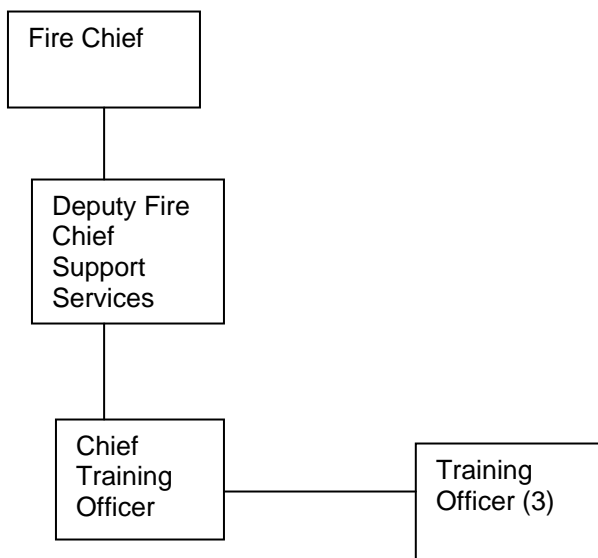 Fire Chief
Deputy Fire
Chief
Support
Services
Chief
Training
Officer
Training
Officer (3)